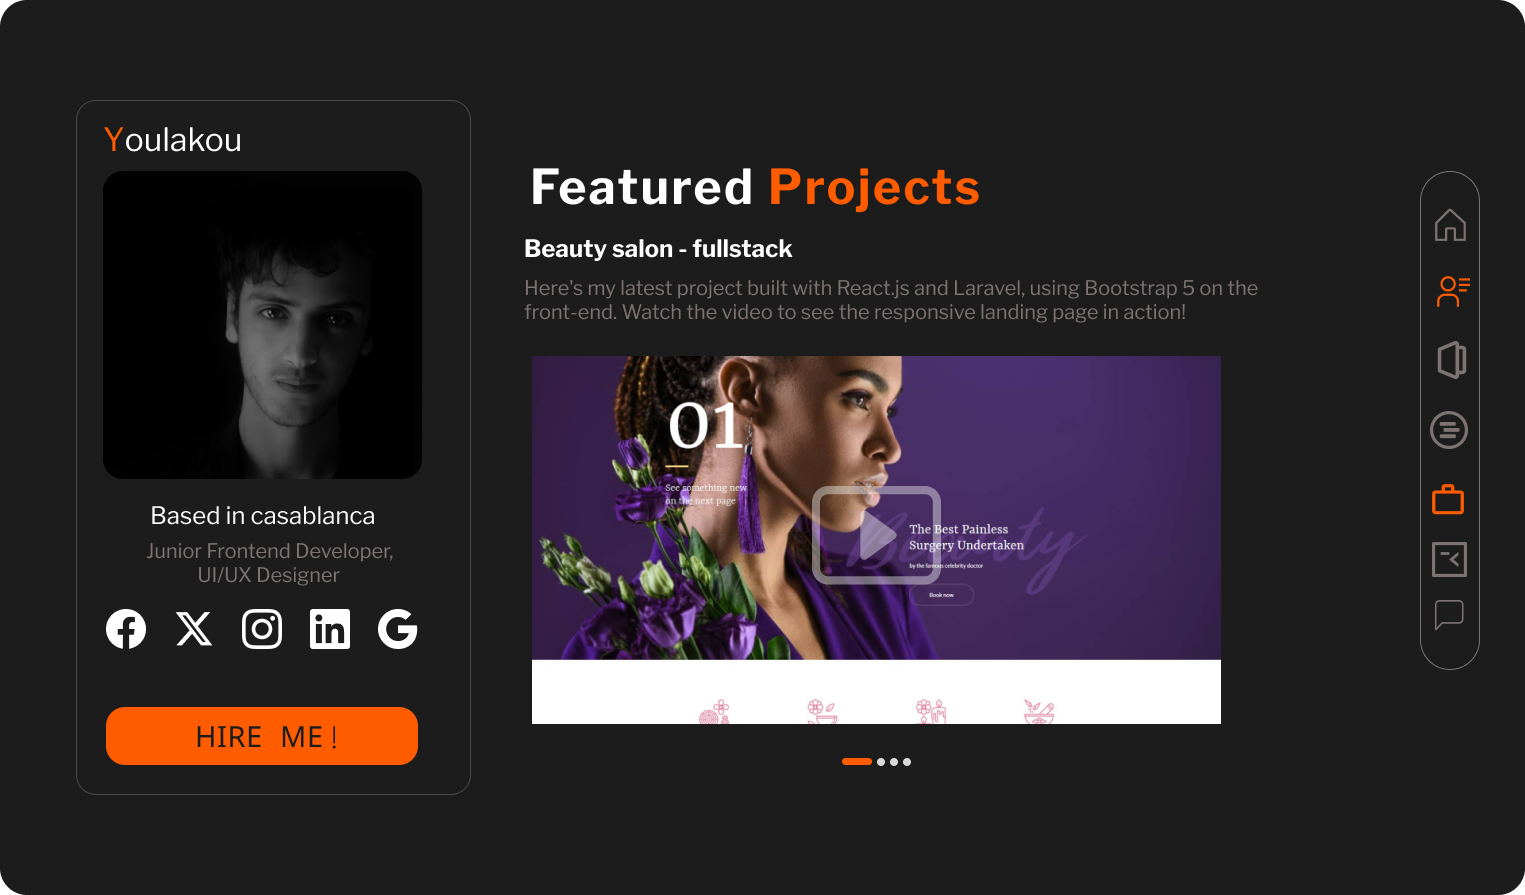 Youlakou
Based in casablanca
Junior Frontend Developer,
UI/UX Designer
HIRE ME!
Featured Projects
Beauty salon - fullstack
Here's my latest project built with React.js and Laravel, using Bootstrap 5 on the
front-end. Watch the video to see the responsive landing page in action!
01
See something new
on the next page
Beauty
The Best Painless
Surgery Undertaken
by the famous celebrity doctor
Book now